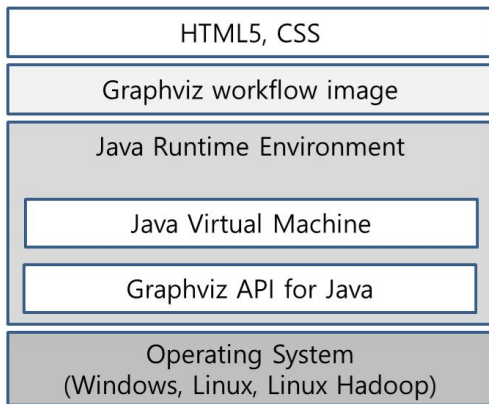 HTML5, CSS
Graphviz workflow image
Java Runtime Environment
Java Virtual Machine
Graphviz API for Java
Operating System
(Windows, Linux, Linux Hadoop)